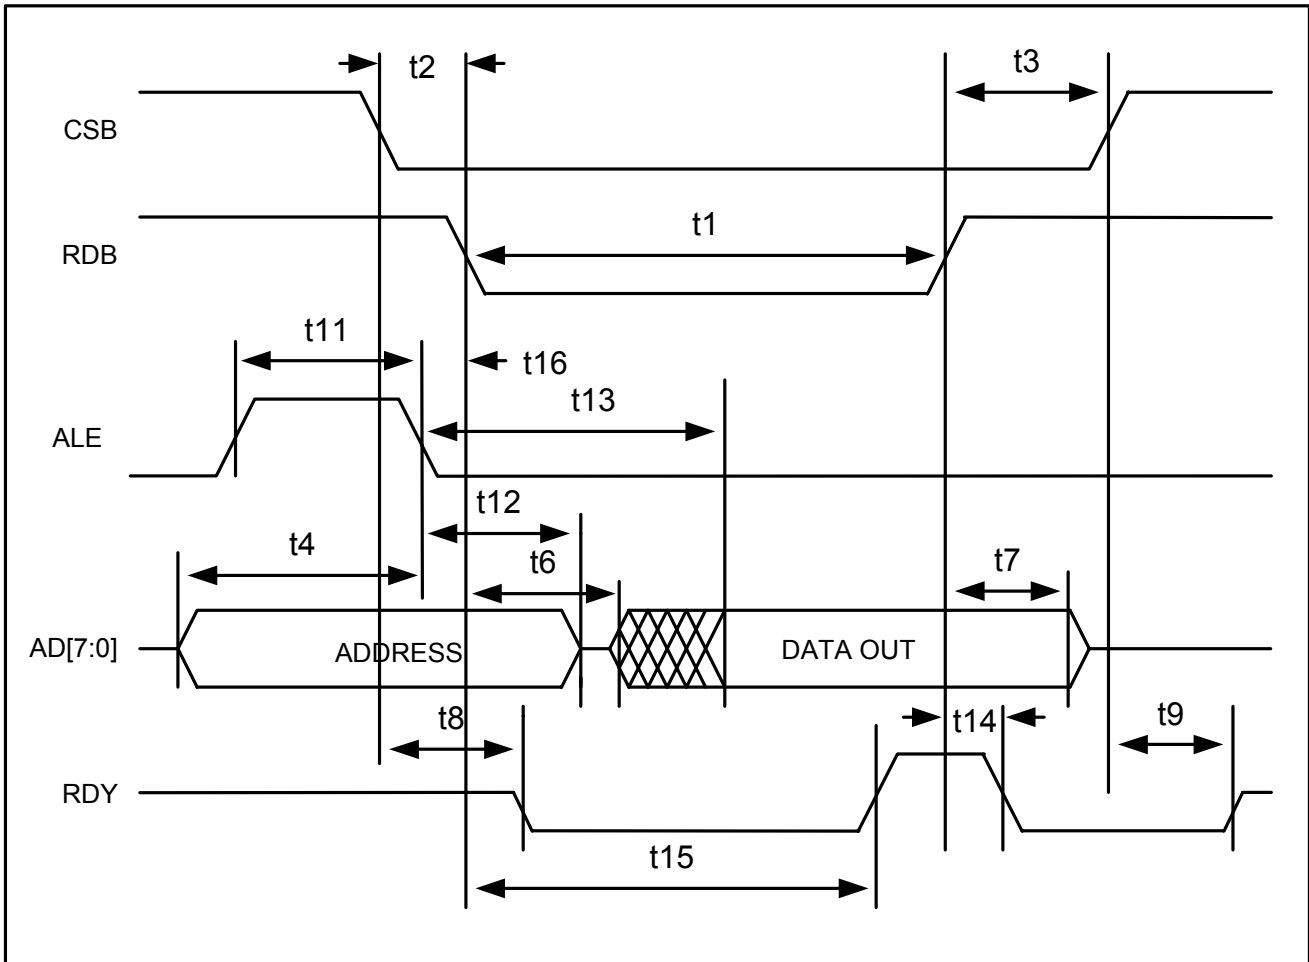 t2
t3
CSB
t1
RDB
t11
t16
t13
ALE
t12
t4
t6
t7
AD[7:0]
ADDRESS
DATA OUT
t8
t14
t9
RDY
t15